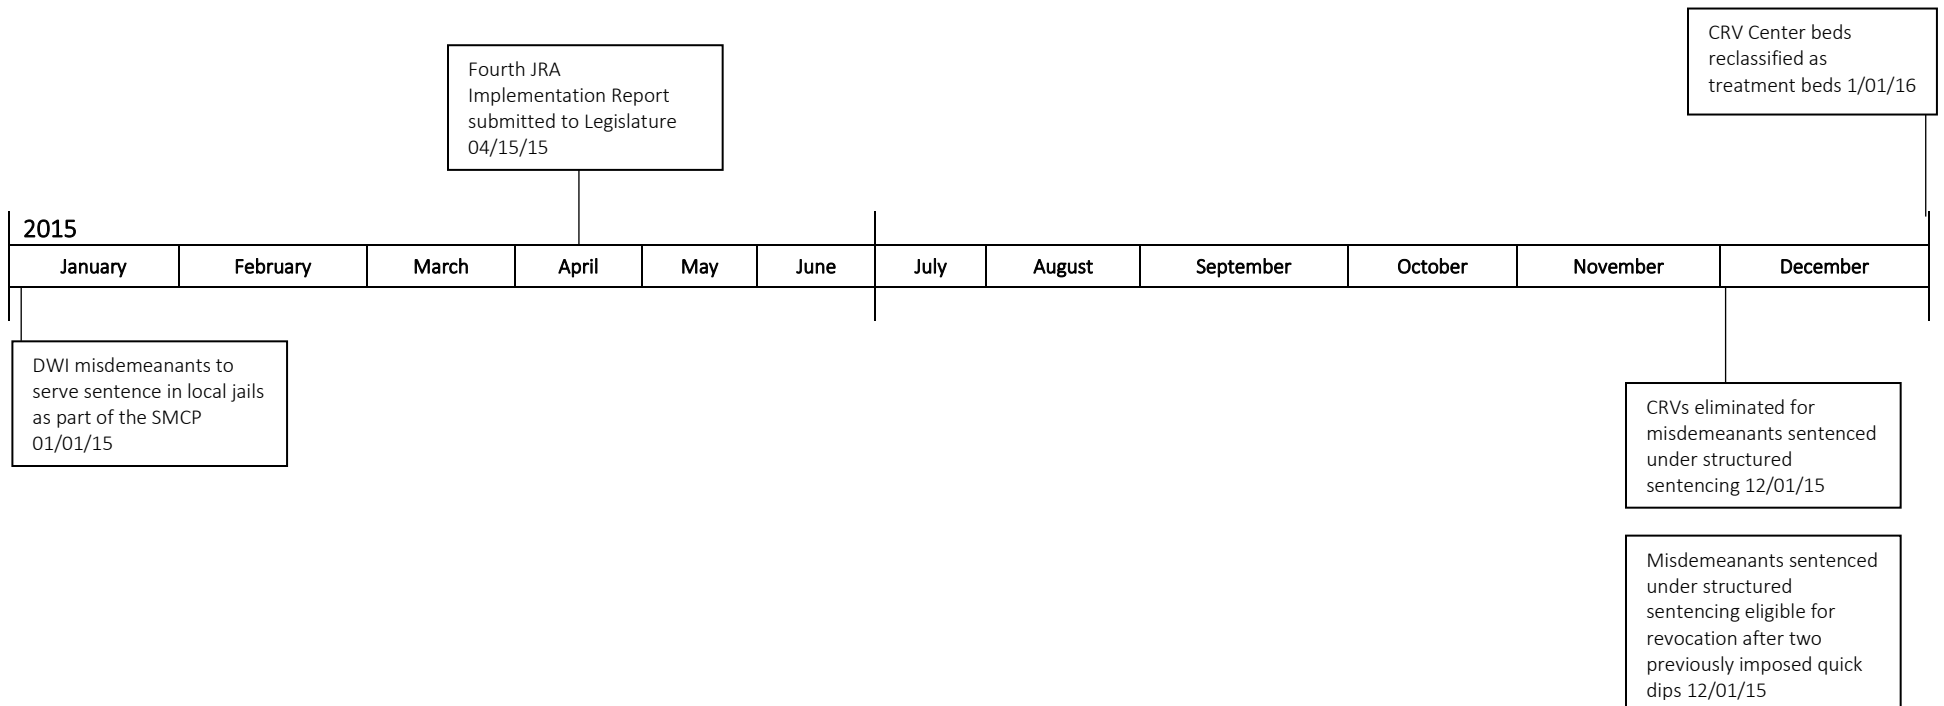 CRV Center beds
reclassified as
treatment beds 1/01/16
Fourth JRA
Implementation Report
submitted to Legislature
04/15/15
2015
January February March April May June July August September October November December
DWI misdemeanants to
serve sentence in local jails
as part of the SMCP
01/01/15
CRVs eliminated for
misdemeanants sentenced
under structured
sentencing 12/01/15
Misdemeanants sentenced
under structured
sentencing eligible for
revocation after two
previously imposed quick
dips 12/01/15